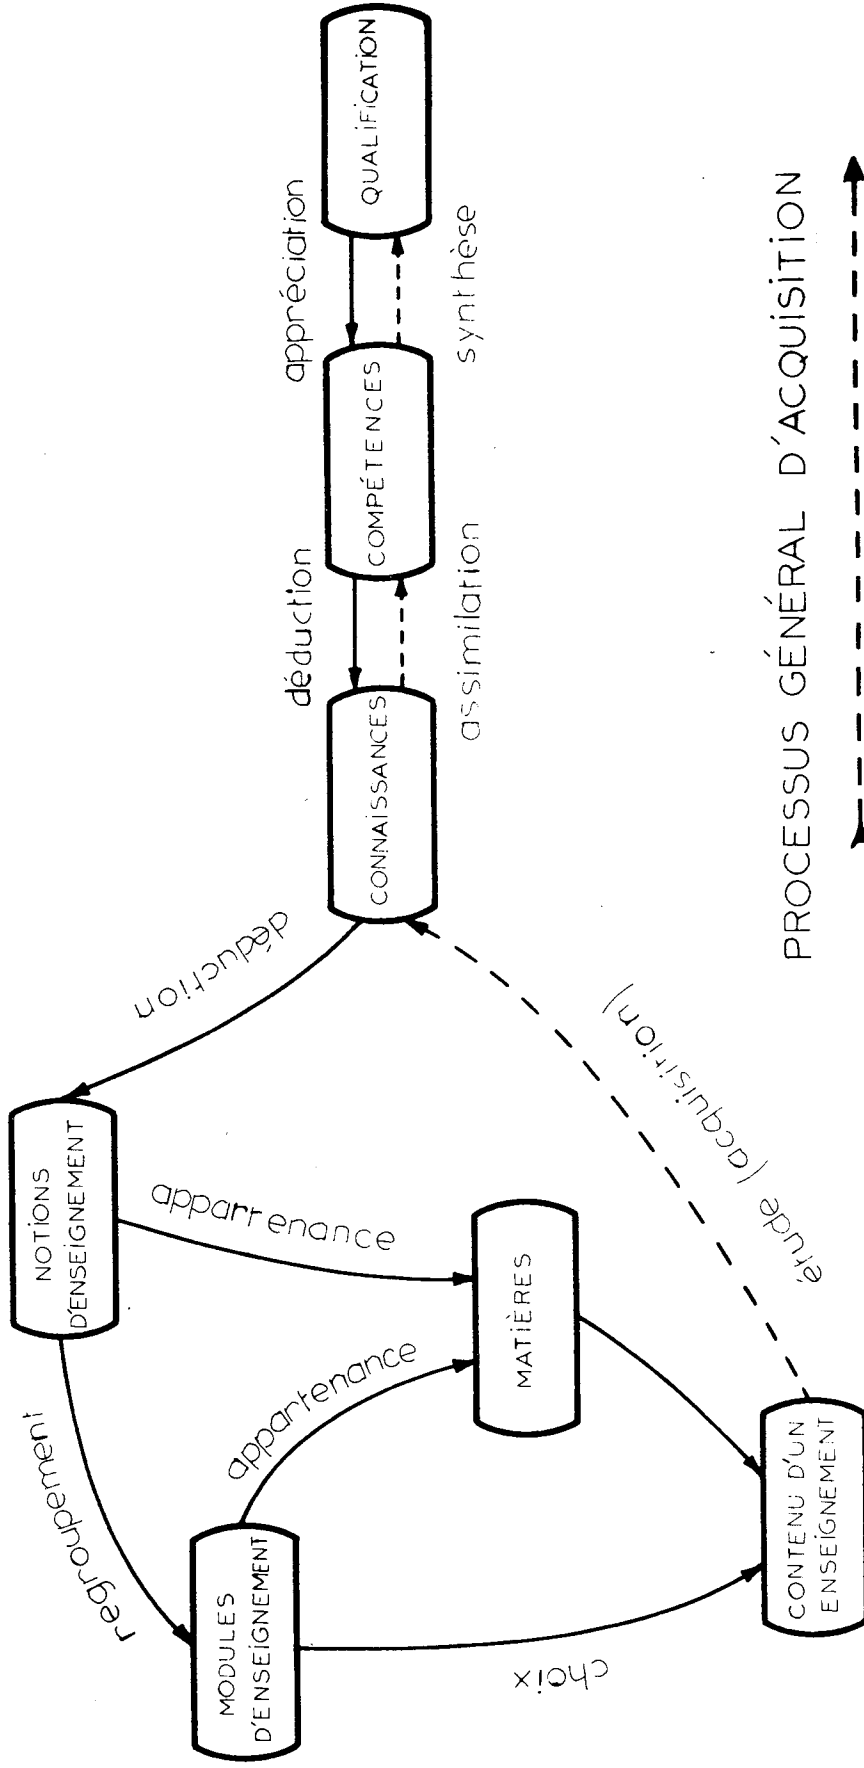 regroupement
NOTIONS
D'ENSEIGNEMENT
déduction
MODULES
D'ENSEIGNEMENT
appartenance
appartenance
choix
MATIÈRES
CONTENU D'UN
ENSEIGNEMENT
étude (acquisition)
CONNAISSANCES
déduction
assimilation
COMPÉTENCES
appréciation
synthèse
QUALIFICATION
PROCESSUS GÉNÉRAL D'ACQUISITION